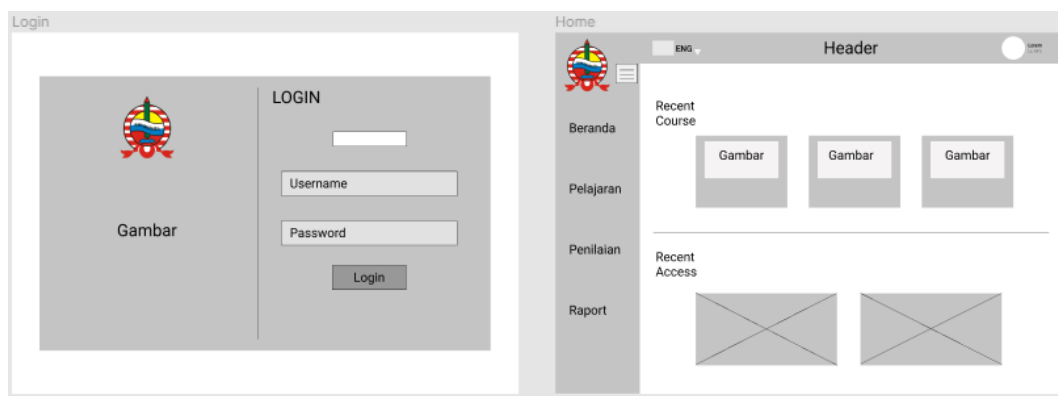 Login
LOGIN
Username
Gambar
Password
Login
Home
ENG
Header
Beranda
Pelajaran
Penilaian
Raport
Recent
Course
Gambar
Gambar
Gambar
Recent
Access